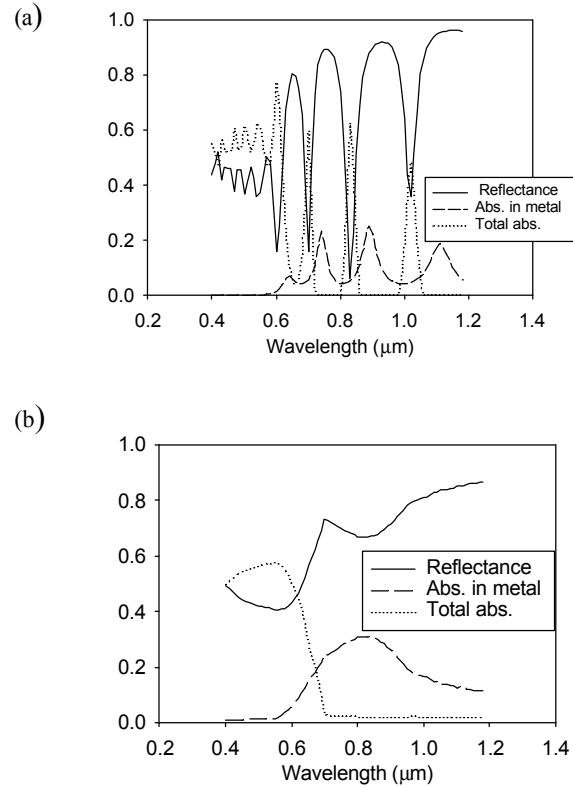 (a)
1.0
0.8
0.6
0.4
0.2
0.0
0.2 0.4 0.6 0.8 1.0 1.2 1.4
Wavelength (μm)
Reflectance
Abs. in metal
Total abs.
(b)
1.0
0.8
0.6
0.4
0.2
0.0
0.2 0.4 0.6 0.8 1.0 1.2 1.4
Wavelength (μm)
Reflectance
Abs. in metal
Total abs.